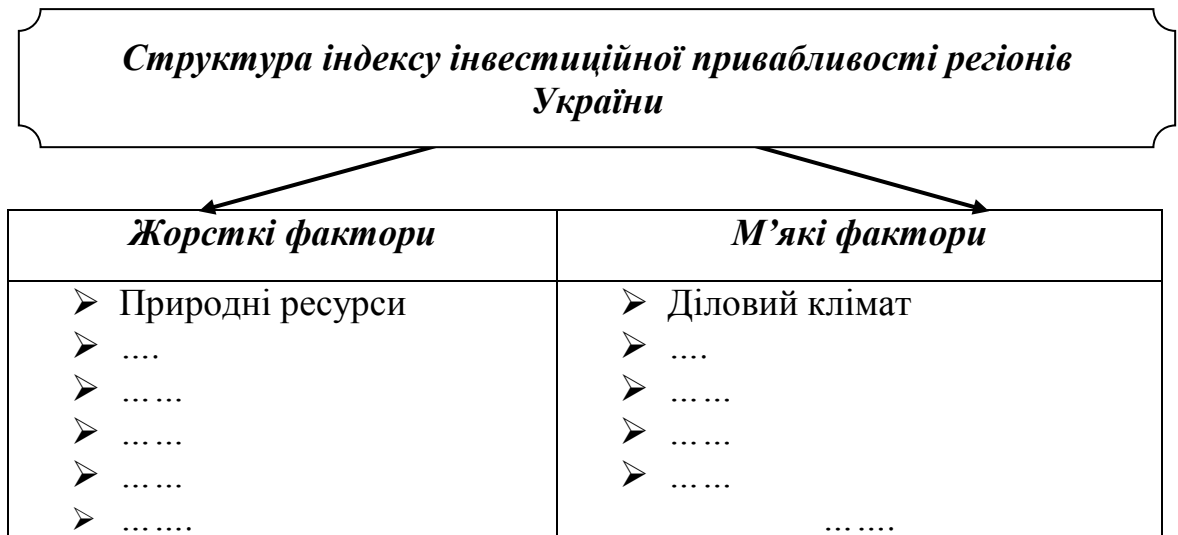 Структура індексу інвестиційної привабливості регіонів
України
Жорсткі фактори
М’які фактори
➢ Природні ресурси
➢ ….
➢ ……
➢ ……
➢ ……
➢ …….
➢ Діловий клімат
➢ ….
➢ ……
➢ ……
➢ ……
…….